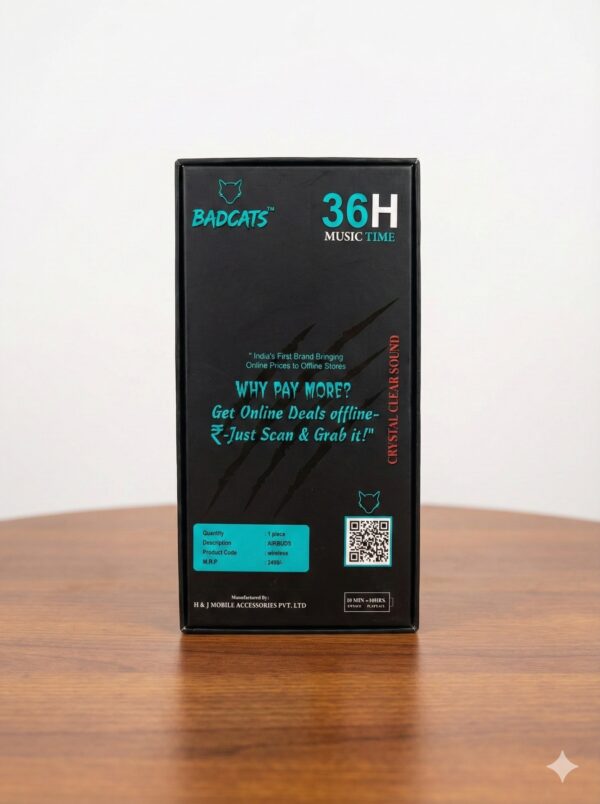 BADCATS™
36H
MUSIC TIME
" India's First Brand Bringing
Online Prices to Offline Stores
WHY PAY MORE?
Get Online Deals offline-
₹-Just Scan & Grab it!"
CRYSTAL CLEAR SOUND
Quantity : 1 piece
Description : AIRBUDS
Product Code : wireless
M.R.P : 2499/-
Manufactured By:
H & J MOBILE ACCESSORIES PVT. LTD
10 MIN =